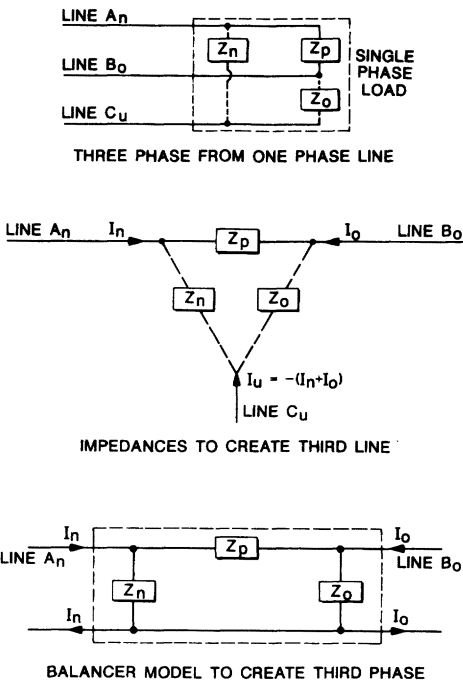 LINE An
Zn
Zp
SINGLE
PHASE
LOAD
LINE Bo
Zo
LINE Cu
THREE PHASE FROM ONE PHASE LINE
LINE An
In
Zp
Io
LINE Bo
Zn
Zo
Iu = -(In+Io)
LINE Cu
IMPEDANCES TO CREATE THIRD LINE
In
Io
LINE An
Zp
LINE Bo
Zn
Zo
In
Io
BALANCER MODEL TO CREATE THIRD PHASE